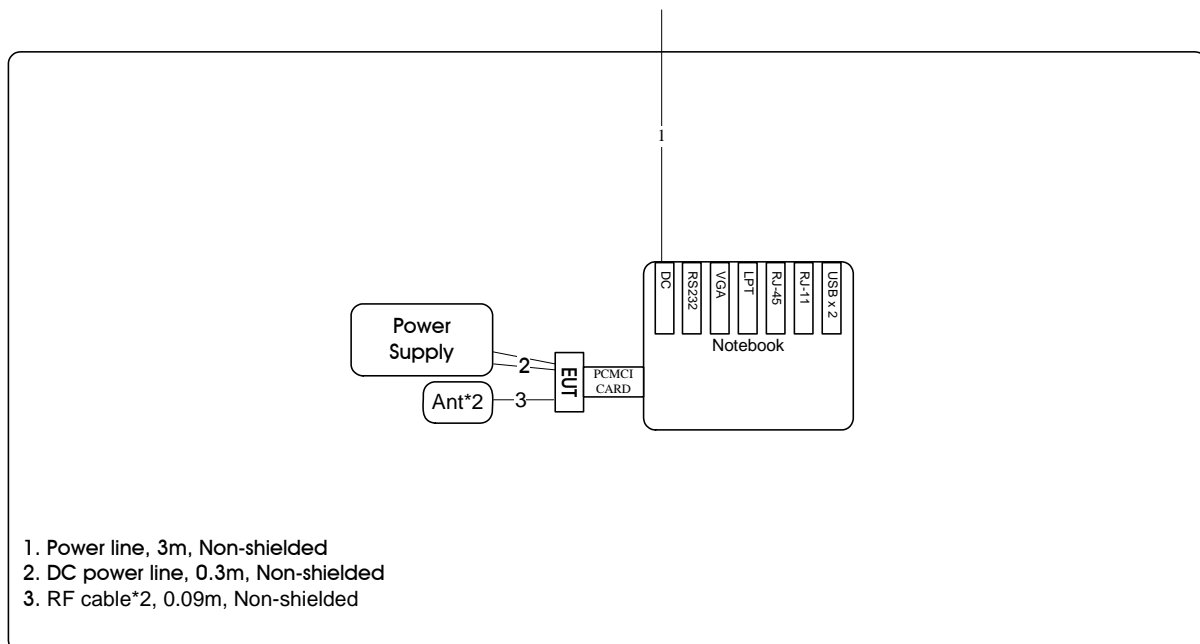 1
DC
RS232
VGA
LPT
RJ-45
RJ-11
USB x 2
Notebook
Power
Supply
2
EUT
PCMCI
CARD
Ant*2
3
1. Power line, 3m, Non-shielded
2. DC power line, 0.3m, Non-shielded
3. RF cable*2, 0.09m, Non-shielded